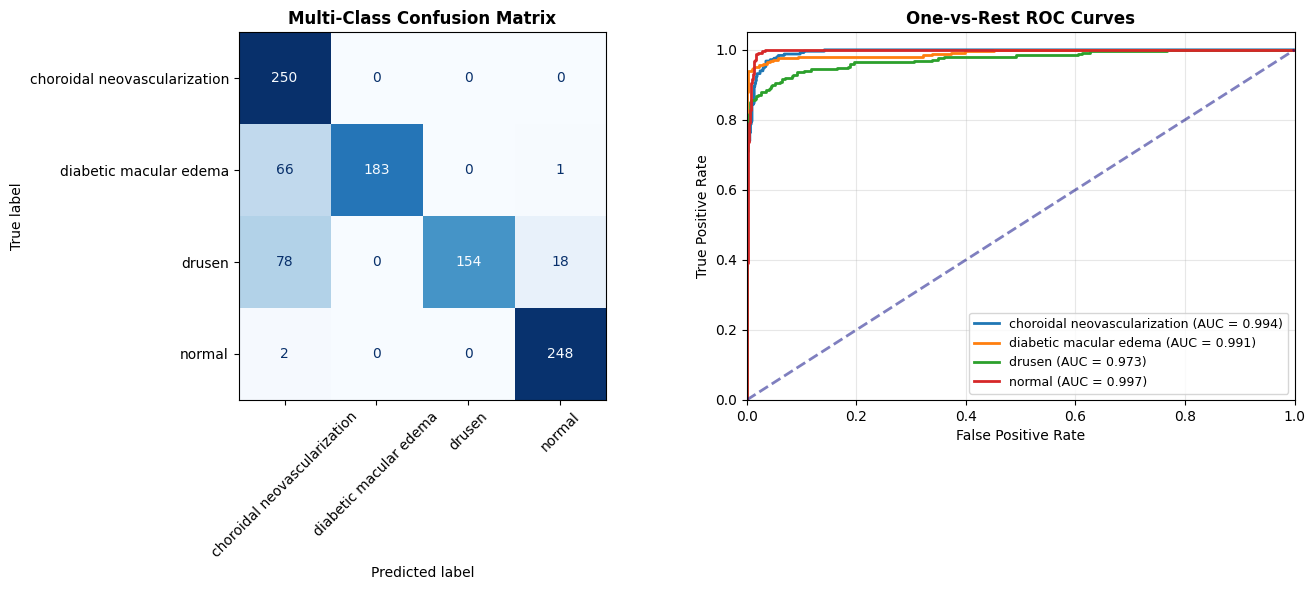 Multi-Class Confusion Matrix
True label
choroidal neovascularization
250 0 0 0
diabetic macular edema
66 183 0 1
drusen
78 0 154 18
normal
2 0 0 248
choroidal neovascularization
diabetic macular edema
drusen
normal
Predicted label
One-vs-Rest ROC Curves
True Positive Rate
1.0
0.8
0.6
0.4
0.2
0.0
choroidal neovascularization (AUC = 0.994)
diabetic macular edema (AUC = 0.991)
drusen (AUC = 0.973)
normal (AUC = 0.997)
0.0 0.2 0.4 0.6 0.8 1.0
False Positive Rate